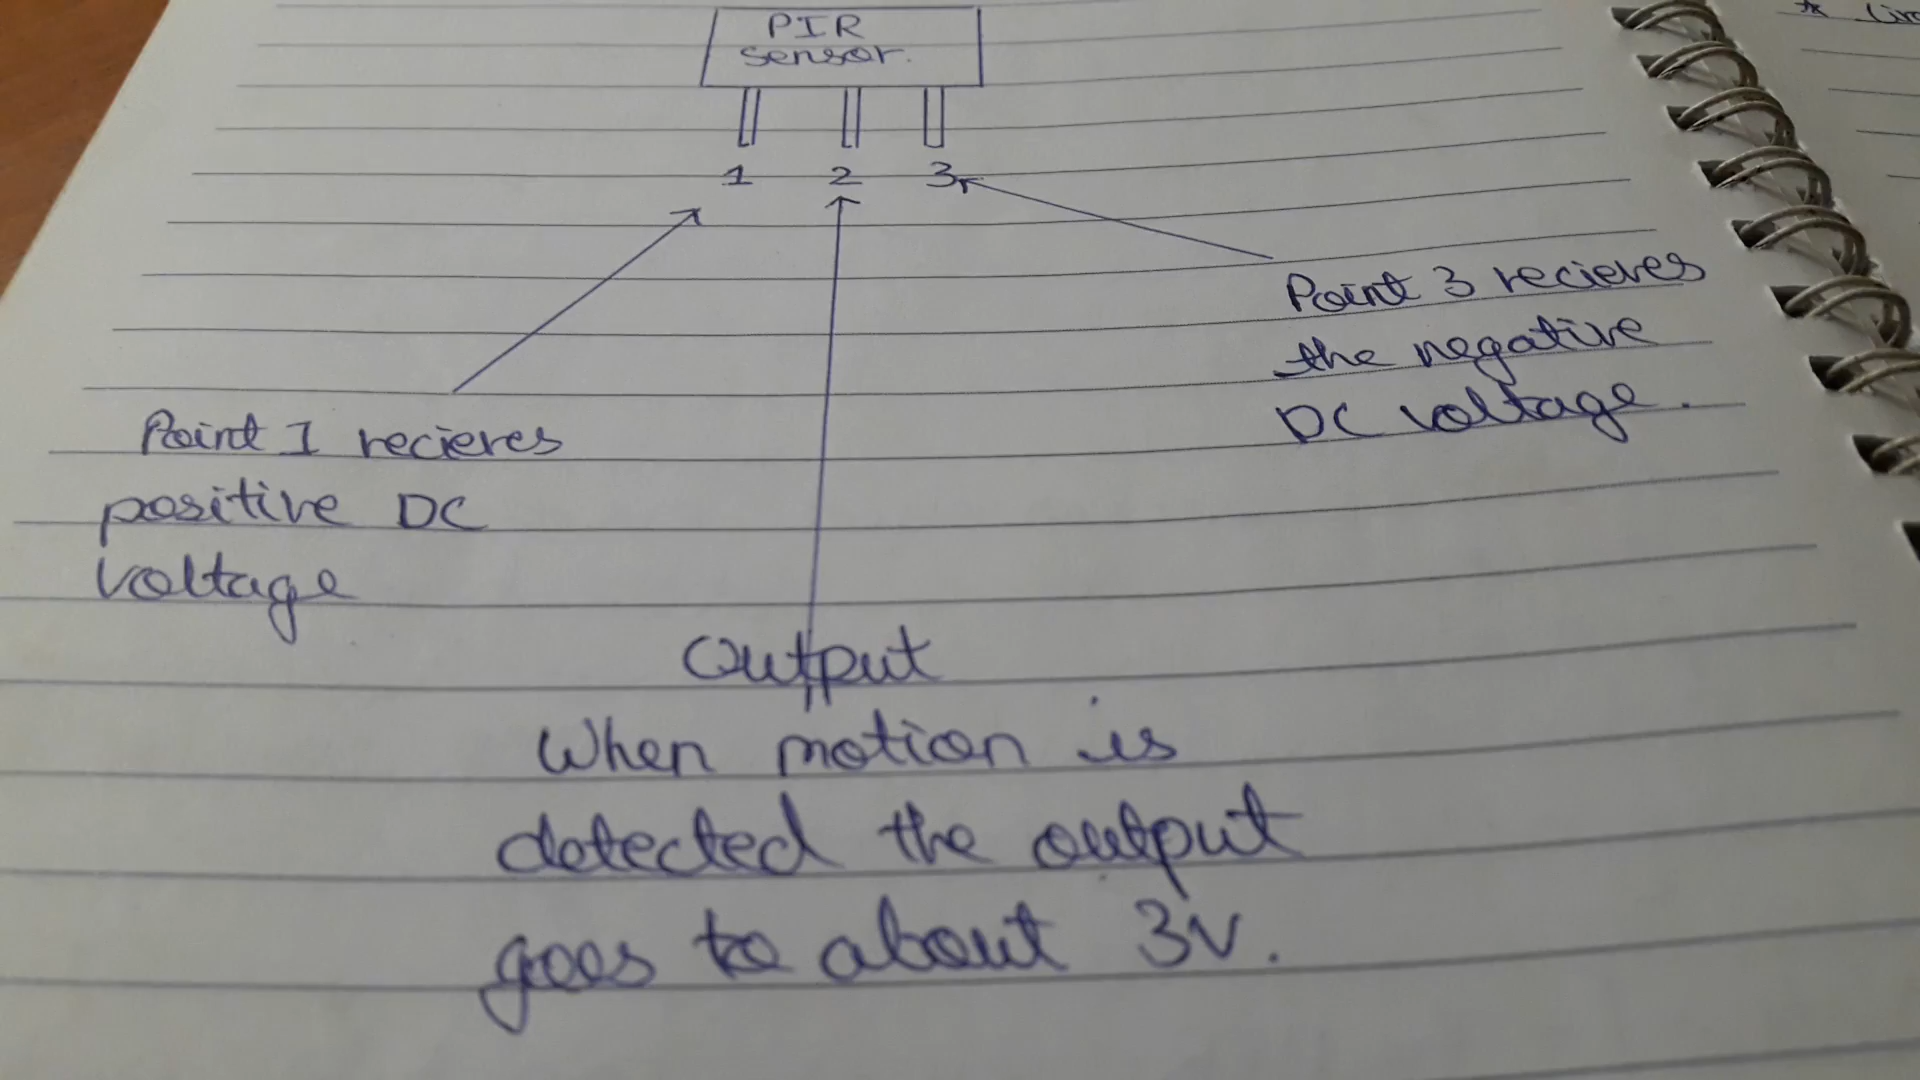 PIR
sensor.
1 2 3
Point 3 recieves
the negative
DC voltage.
Point I recieves
positive DC
voltage
Output
When motion is
detected the output
goes to about 3v.